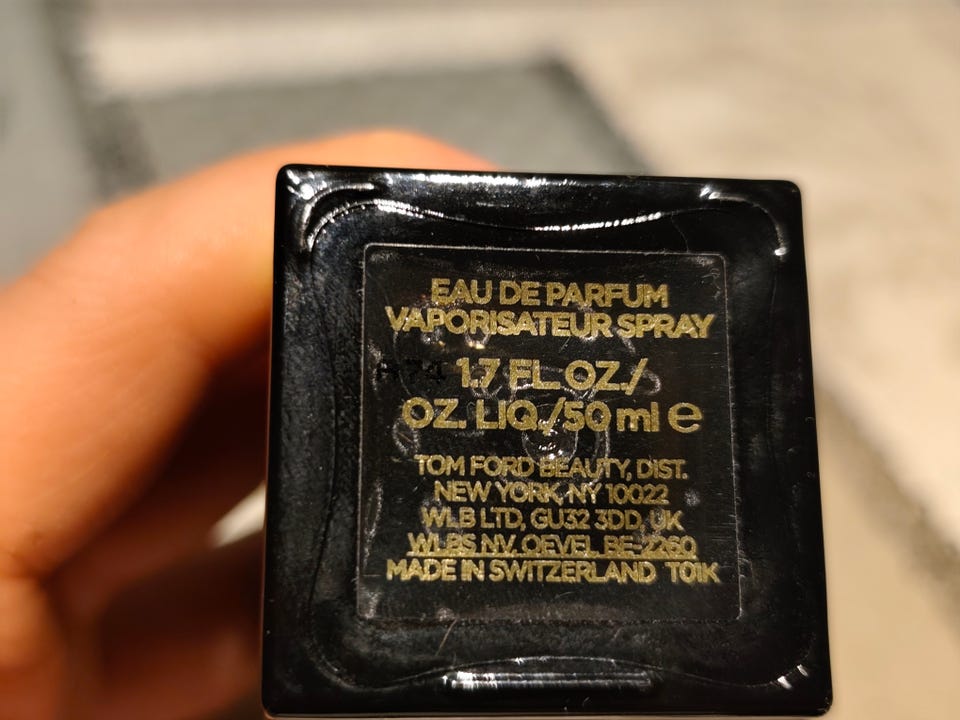 EAU DE PARFUM
VAPORISATEUR SPRAY
A74 1.7 FL. OZ./
OZ. LIQ./50 ml e
TOM FORD BEAUTY, DIST.
NEW YORK, NY 10022
WLB LTD, GU32 3DD, UK
WLBS NV, OEVEL BE-2260
MADE IN SWITZERLAND T01K